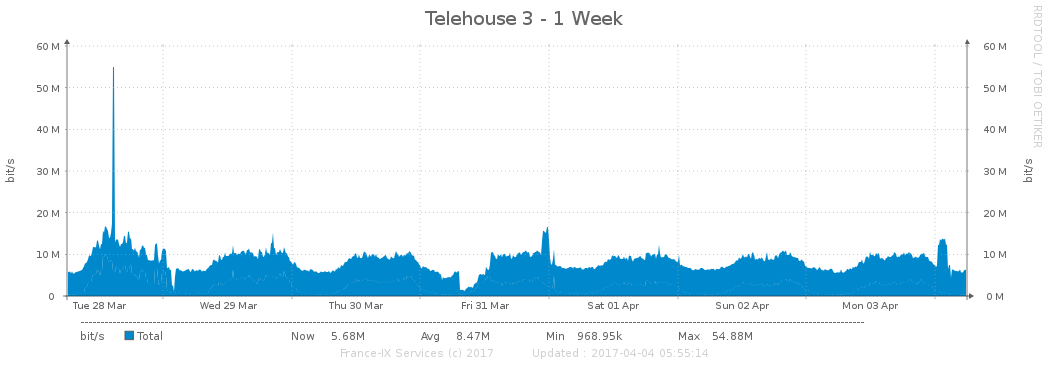 Telehouse 3 - 1 Week
RRDTOOL / TOBI OETIKER
bit/s
60 M
50 M
40 M
30 M
20 M
10 M
0
60 M
50 M
40 M
30 M
20 M
10 M
0 M
bit/s
Tue 28 Mar Wed 29 Mar Thu 30 Mar Fri 31 Mar Sat 01 Apr Sun 02 Apr Mon 03 Apr
bit/s Total Now 5.68M Avg 8.47M Min 968.95k Max 54.88M
France-IX Services (c) 2017 Updated : 2017-04-04 05:55:14